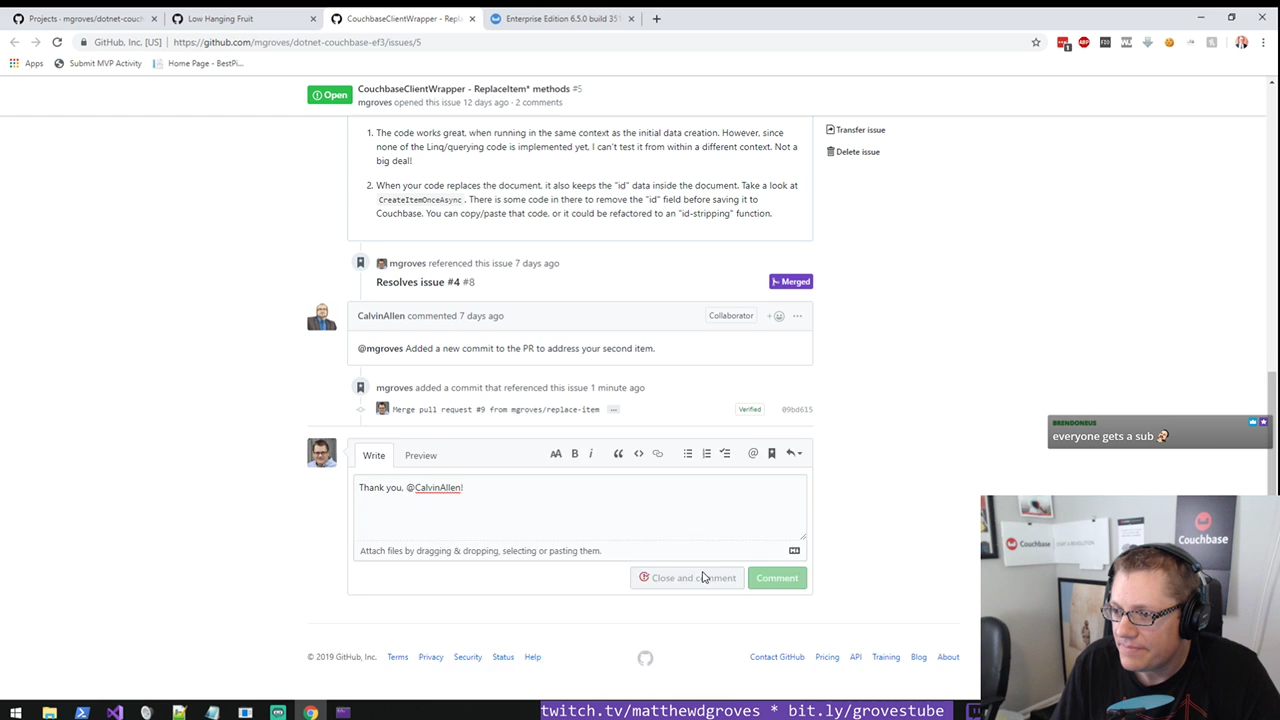 Projects - mgroves/dotnet-couchb
Low Hanging Fruit
CouchbaseClientWrapper - Repla
Enterprise Edition 6.5.0 build 351
GitHub, Inc. [US]
https://github.com/mgroves/dotnet-couchbase-ef3/issues/5
Apps
Submit MVP Activity
Home Page - BestPi...
Open
CouchbaseClientWrapper - ReplaceItem* methods #5
mgroves opened this issue 12 days ago · 2 comments
1. The code works great, when running in the same context as the initial data creation. However, since
none of the Linq/querying code is implemented yet, I can't test it from within a different context. Not a
big deal!
2. When your code replaces the document, it also keeps the "id" data inside the document. Take a look at
CreateItemOnceAsync. There is some code in there to remove the "id" field before saving it to
Couchbase. You can copy/paste that code, or it could be refactored to an "id-stripping" function.
Transfer issue
Delete issue
mgroves referenced this issue 7 days ago
Resolves issue #4 #8
Merged
CalvinAllen commented 7 days ago
Collaborator
@mgroves Added a new commit to the PR to address your second item.
mgroves added a commit that referenced this issue 1 minute ago
Merge pull request #9 from mgroves/replace-item ...
Verified
09bd615
BRENDONEUS
everyone gets a sub
Write
Preview
Thank you, @CalvinAllen!
Attach files by dragging & dropping, selecting or pasting them.
Close and comment
Comment
© 2019 GitHub, Inc.
Terms
Privacy
Security
Status
Help
Contact GitHub
Pricing
API
Training
Blog
About
Couchbase
Couchbase
twitch.tv/matthewdgroves * bit.ly/grovestube